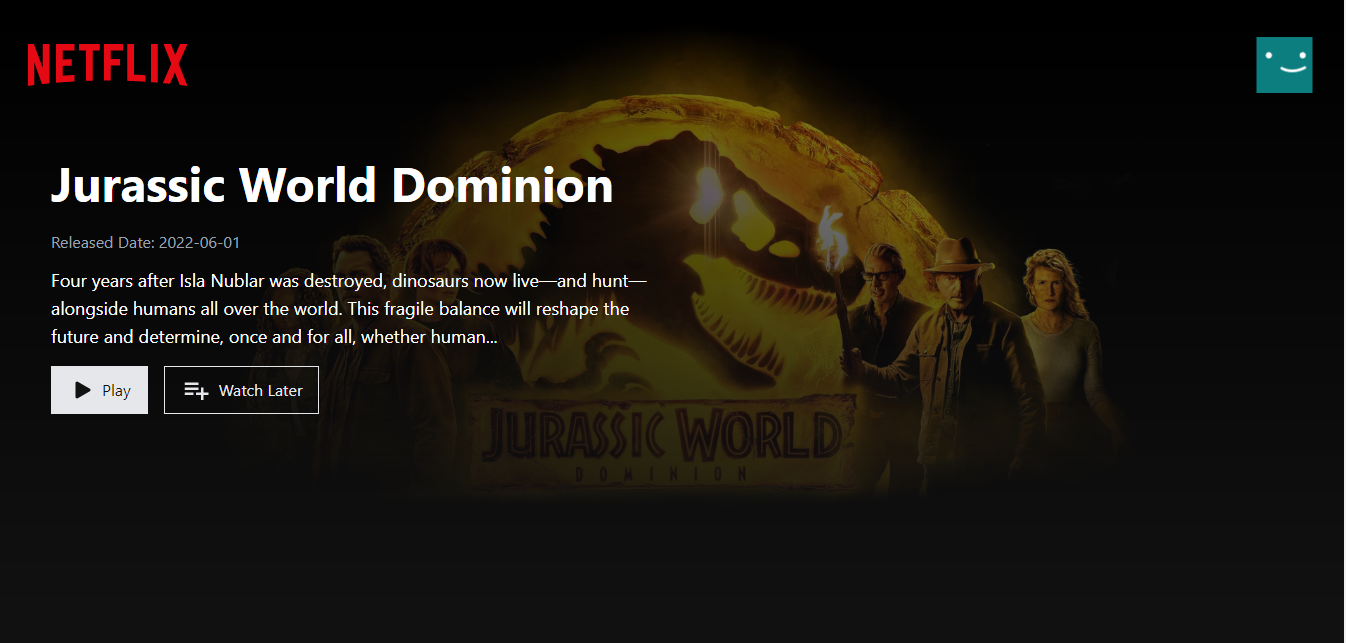 NETFLIX
Jurassic World Dominion
Released Date: 2022-06-01
Four years after Isla Nublar was destroyed, dinosaurs now live—and hunt—
alongside humans all over the world. This fragile balance will reshape the
future and determine, once and for all, whether human...
Play
Watch Later
JURASSIC WORLD
DOMINION